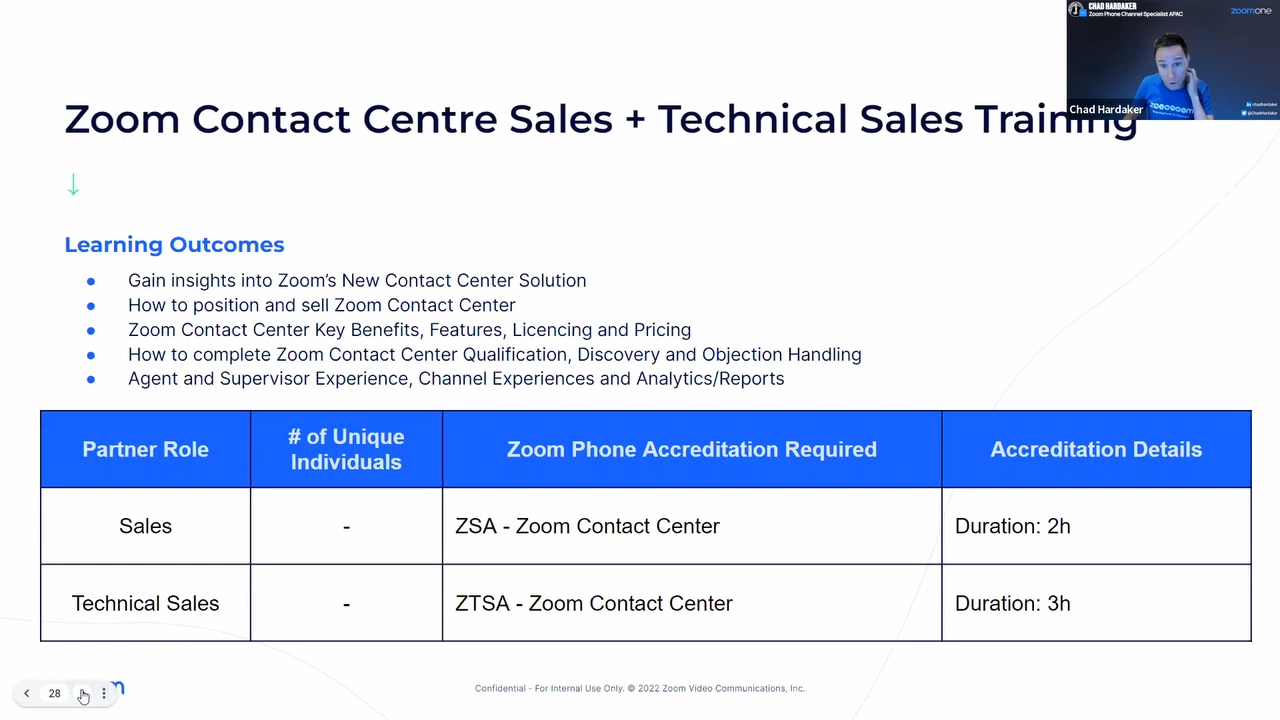 CHAD HARDAKER
Zoom Phone Channel Specialist APAC
zoomone
Chad Hardaker
chadhardaker
@ChadHardaker
Zoom Contact Centre Sales + Technical Sales Training
↓
Learning Outcomes
● Gain insights into Zoom's New Contact Center Solution
● How to position and sell Zoom Contact Center
● Zoom Contact Center Key Benefits, Features, Licencing and Pricing
● How to complete Zoom Contact Center Qualification, Discovery and Objection Handling
● Agent and Supervisor Experience, Channel Experiences and Analytics/Reports
Partner Role
# of Unique
Individuals
Zoom Phone Accreditation Required
Accreditation Details
Sales
-
ZSA - Zoom Contact Center
Duration: 2h
Technical Sales
-
ZTSA - Zoom Contact Center
Duration: 3h
28
Confidential - For Internal Use Only. © 2022 Zoom Video Communications, Inc.